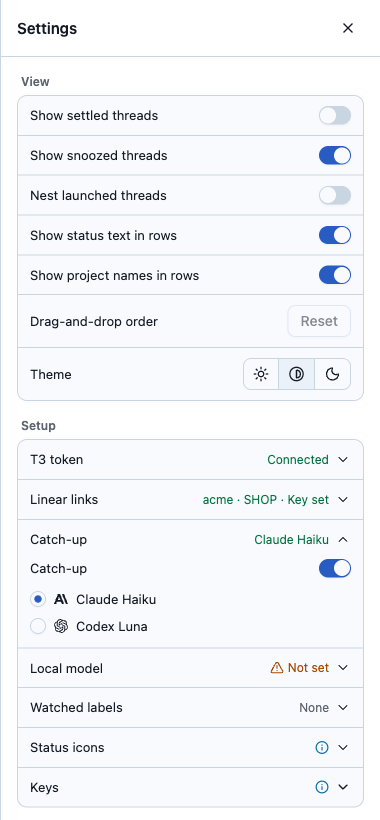 Settings
View
Show settled threads
Show snoozed threads
Nest launched threads
Show status text in rows
Show project names in rows
Drag-and-drop order Reset
Theme
Setup
T3 token Connected
Linear links acme · SHOP · Key set
Catch-up Claude Haiku
Catch-up
Claude Haiku
Codex Luna
Local model Not set
Watched labels None
Status icons
Keys